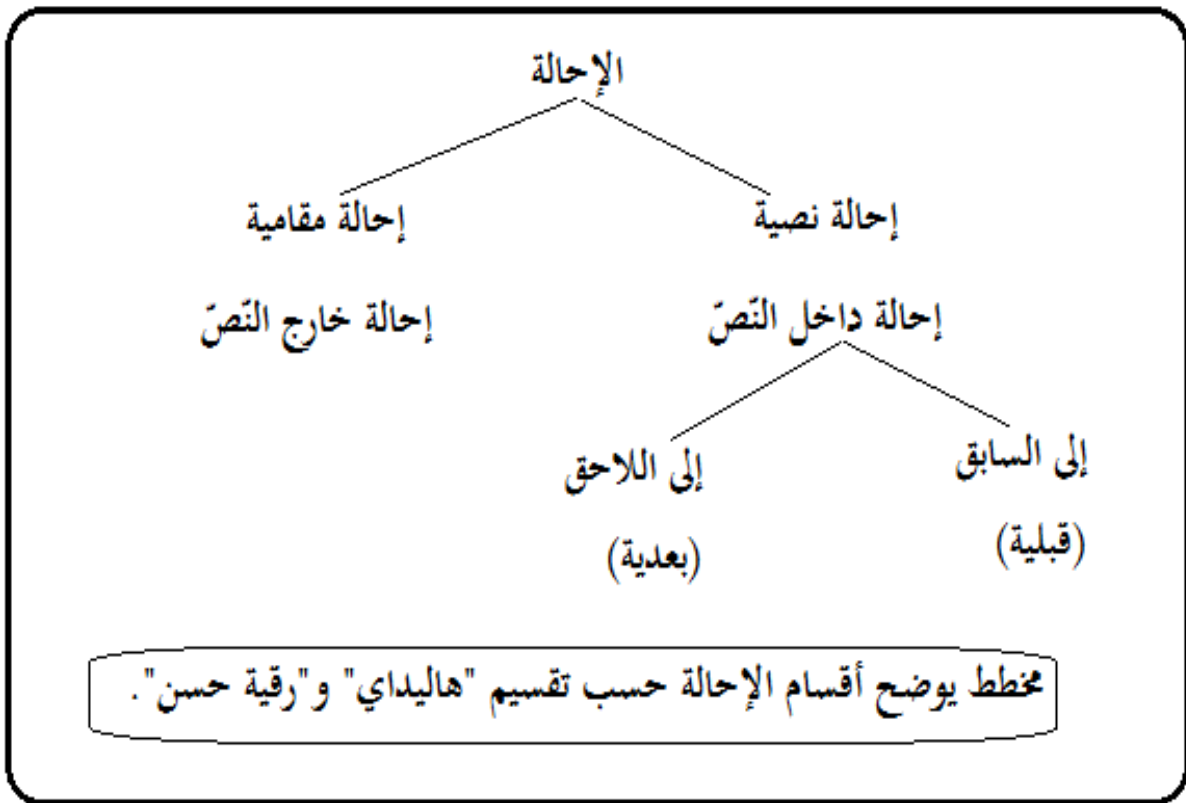 الإحالة
إحالة نصية
إحالة مقامية
إحالة داخل النّصّ
إحالة خارج النّصّ
إلى السابق
إلى اللاحق
(قبلية)
(بعدية)
مخطط يوضح أقسام الإحالة حسب تقسيم "هاليداي" و"رقية حسن".